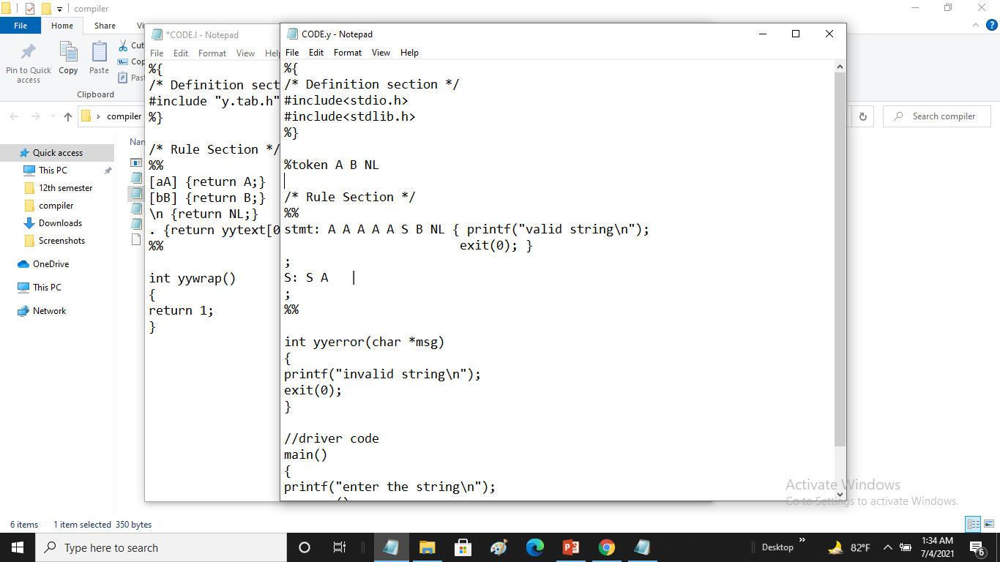 compiler
File Home Share Vi
Pin to Quick access
Copy
Paste
Cut
Clipboard
compiler
Search compiler
Quick access
This PC
12th semester
compiler
Downloads
Screenshots
OneDrive
This PC
Network
*CODE.l - Notepad
File Edit Format View Help
%{
/* Definition sect
#include "y.tab.h"
%}
/* Rule Section */
%%
[aA] {return A;}
[bB] {return B;}
\n {return NL;}
. {return yytext[0
%%
int yywrap()
{
return 1;
}
CODE.y - Notepad
File Edit Format View Help
%{
/* Definition section */
#include<stdio.h>
#include<stdlib.h>
%}
%token A B NL
/* Rule Section */
%%
stmt: A A A A A S B NL { printf("valid string\n");
exit(0); }
;
S: S A |
;
%%
int yyerror(char *msg)
{
printf("invalid string\n");
exit(0);
}
//driver code
main()
{
printf("enter the string\n");
Activate Windows
Go to Settings to activate Windows.
6 items 1 item selected 350 bytes
Type here to search
Desktop
82°F
1:34 AM
7/4/2021
6